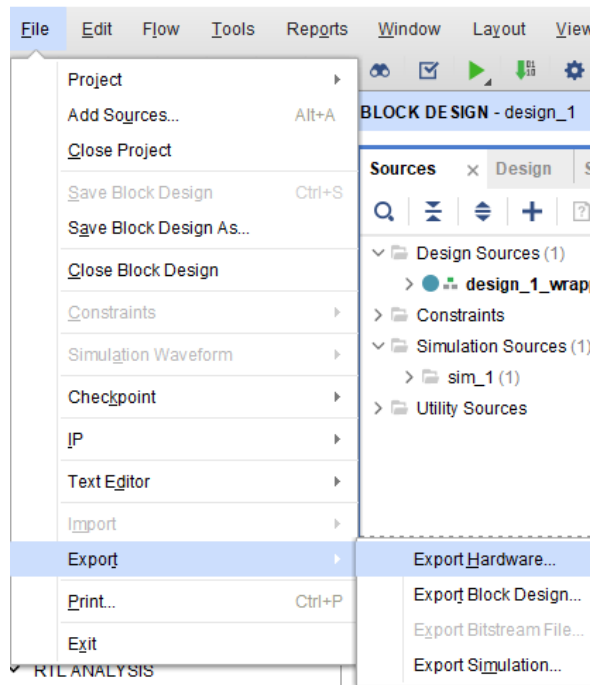 File Edit Flow Tools Reports Window Layout View
Project
Add Sources... Alt+A
Close Project
Save Block Design Ctrl+S
Save Block Design As...
Close Block Design
Constraints
Simulation Waveform
Checkpoint
IP
Text Editor
Import
Export
Print... Ctrl+P
Exit
RTL ANALYSIS
BLOCK DESIGN - design_1
Sources Design S
Design Sources (1)
design_1_wrapp
Constraints
Simulation Sources (1)
sim_1 (1)
Utility Sources
Export Hardware...
Export Block Design...
Export Bitstream File...
Export Simulation...